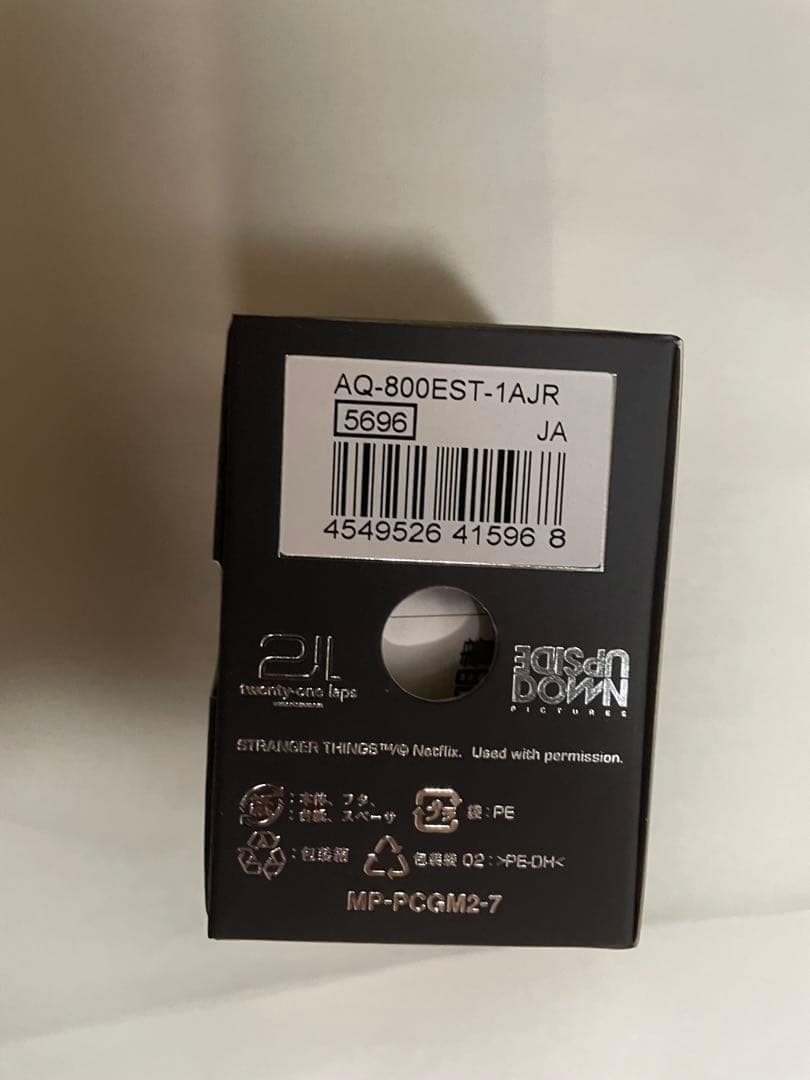 AQ-800EST-1AJR
5696
JA
4549526 415968
21
twenty-one laps
entertainment
UPSIDE
DOWN
PICTURES
STRANGER THINGS™/© Netflix. Used with permission.
紙 : 本体、フタ、
: 台紙、スペーサ
プラ 袋 : PE
: 包装箱
包装袋 02 : >PE-DH<
MP-PCGM2-7